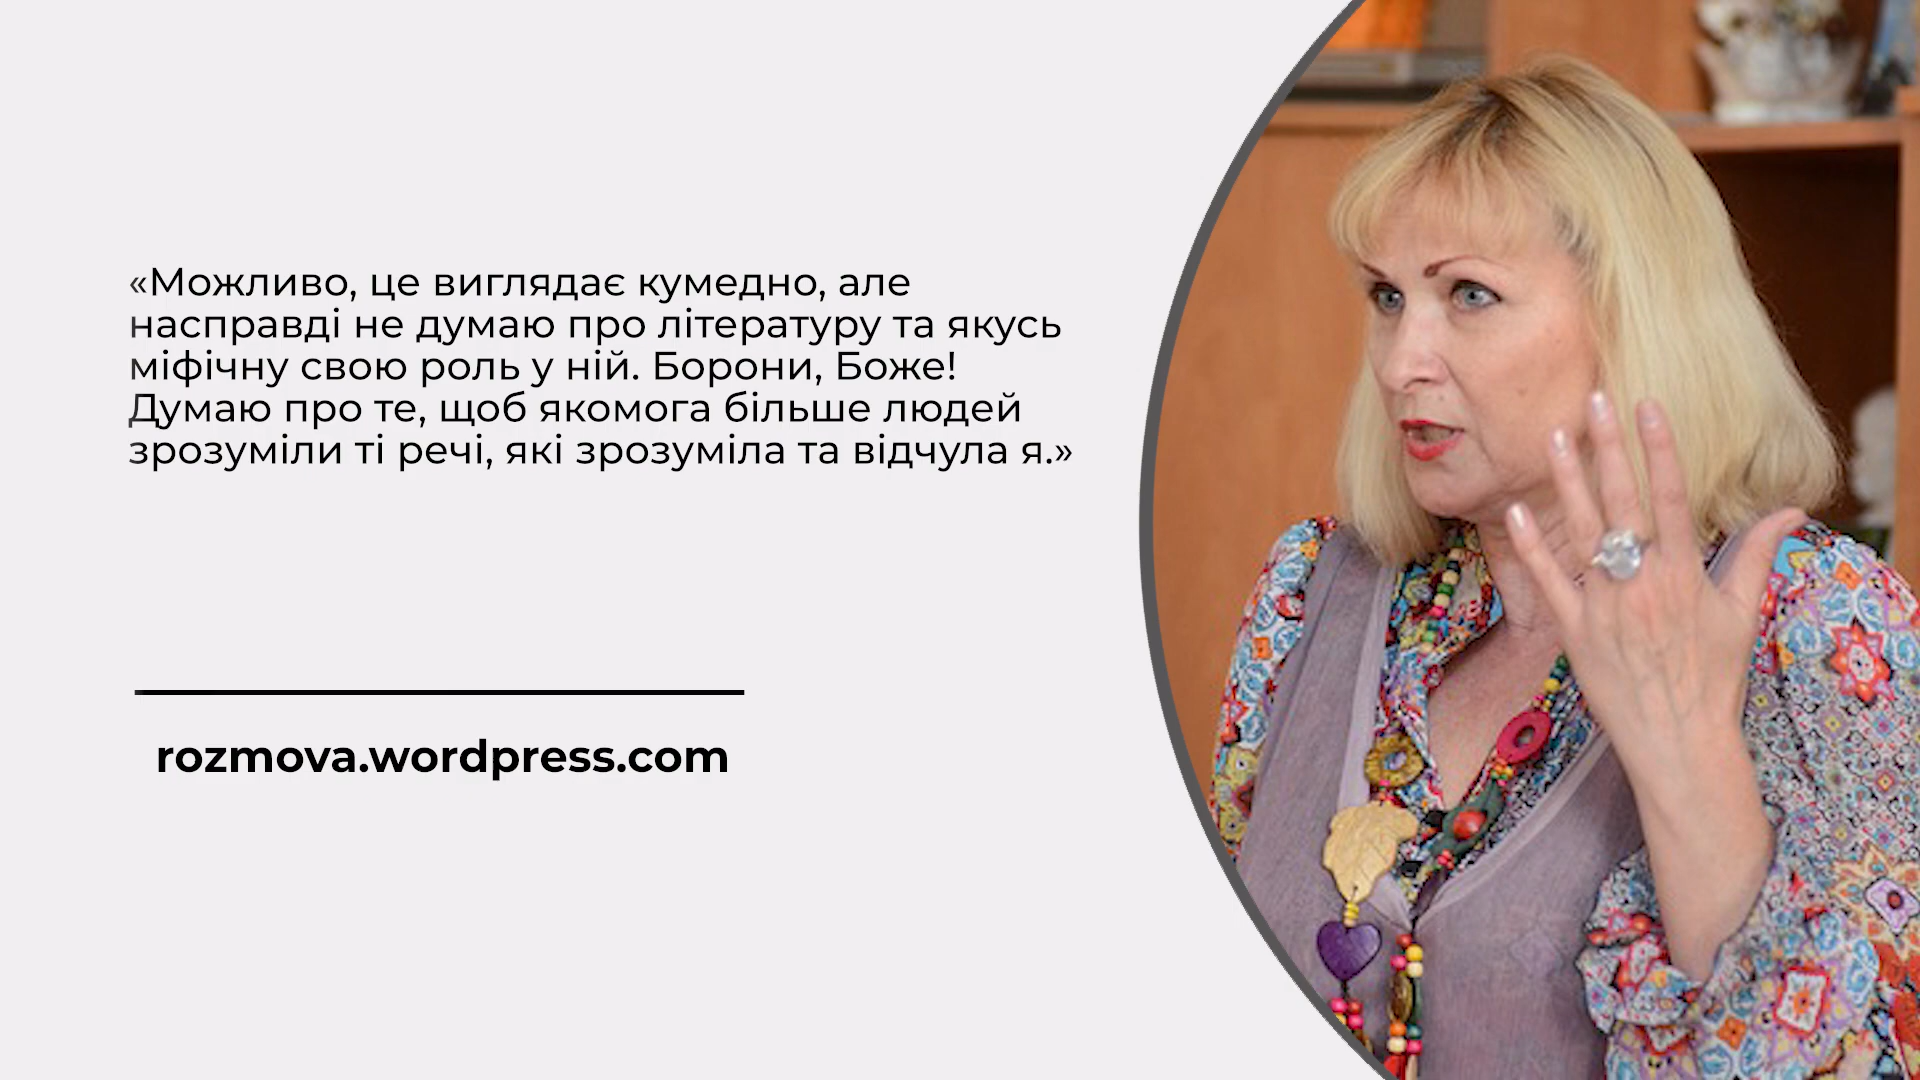 «Можливо, це виглядає кумедно, але
насправді не думаю про літературу та якусь
міфічну свою роль у ній. Борони, Боже!
Думаю про те, щоб якомога більше людей
зрозуміли ті речі, які зрозуміла та відчула я.»
rozmova.wordpress.com